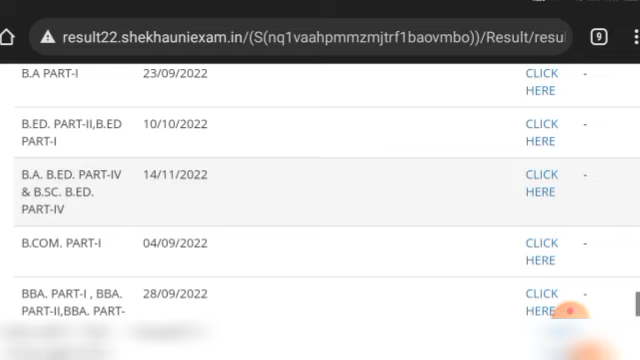 result22.shekhauniexam.in/(S(nq1vaahpmmzmjtrf1baovmbo))/Result/resul
9
B.A PART-I 23/09/2022 CLICK HERE -
B.ED. PART-II,B.ED PART-I 10/10/2022 CLICK HERE -
B.A. B.ED. PART-IV & B.SC. B.ED. PART-IV 14/11/2022 CLICK HERE -
B.COM. PART-I 04/09/2022 CLICK HERE -
BBA. PART-I , BBA. PART-II,BBA. PART- 28/09/2022 CLICK HERE -